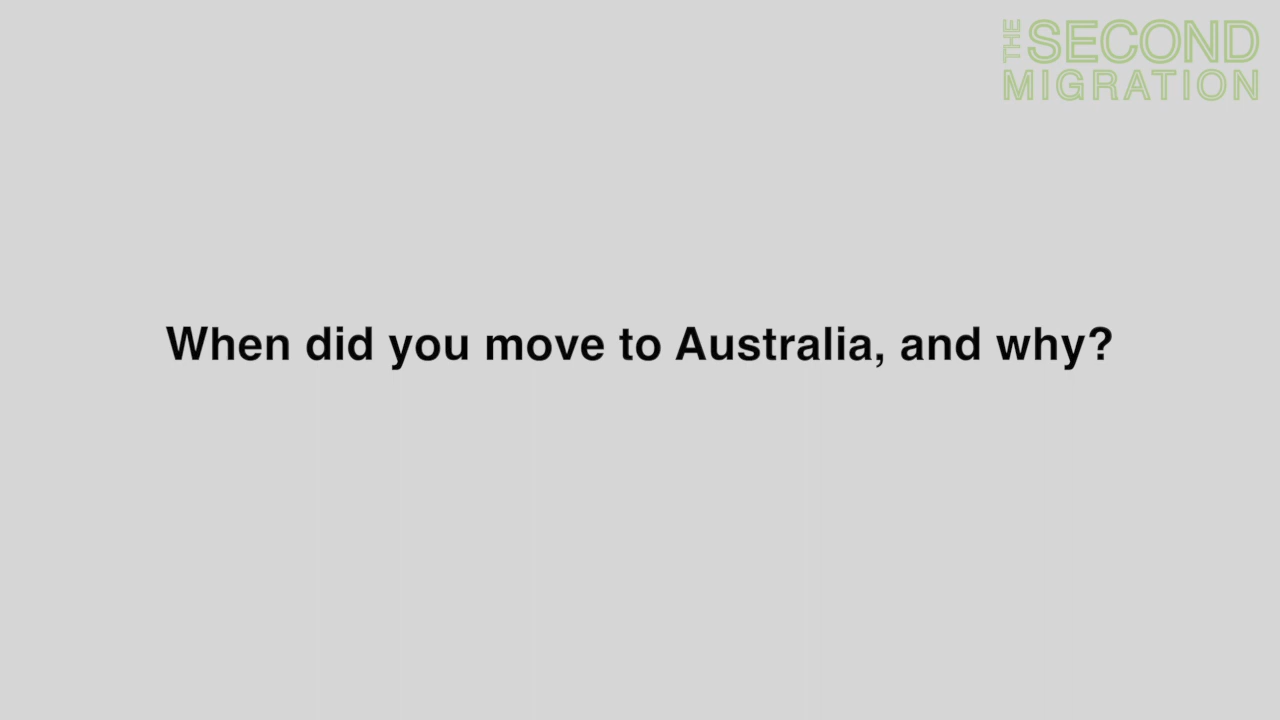 THE SECOND
MIGRATION
When did you move to Australia, and why?